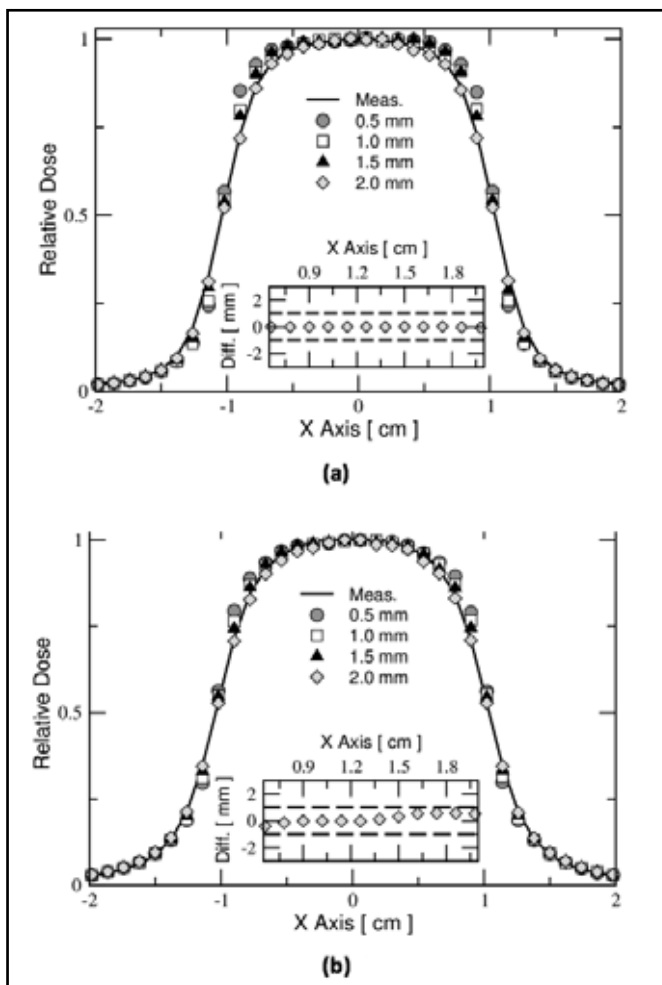 1
0.5
0
Relative Dose
Meas.
0.5 mm
1.0 mm
1.5 mm
2.0 mm
X Axis [ cm ]
0.9 1.2 1.5 1.8
Diff. [ mm ]
2
0
-2
-2 -1 0 1 2
X Axis [ cm ]
(a)
1
0.5
0
Relative Dose
Meas.
0.5 mm
1.0 mm
1.5 mm
2.0 mm
X Axis [ cm ]
0.9 1.2 1.5 1.8
Diff. [ mm ]
2
0
-2
-2 -1 0 1 2
X Axis [ cm ]
(b)